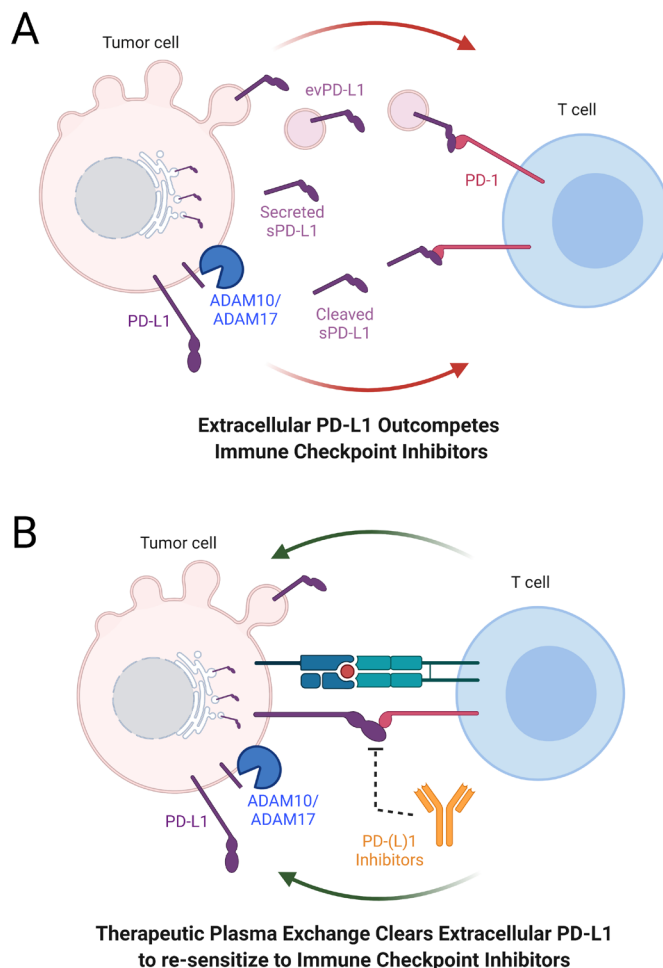 A
Tumor cell
evPD-L1
T cell
PD-1
Secreted
sPD-L1
ADAM10/
ADAM17
PD-L1
Cleaved
sPD-L1
Extracellular PD-L1 Outcompetes
Immune Checkpoint Inhibitors
B
Tumor cell
T cell
ADAM10/
ADAM17
PD-L1
PD-(L)1
Inhibitors
Therapeutic Plasma Exchange Clears Extracellular PD-L1
to re-sensitize to Immune Checkpoint Inhibitors